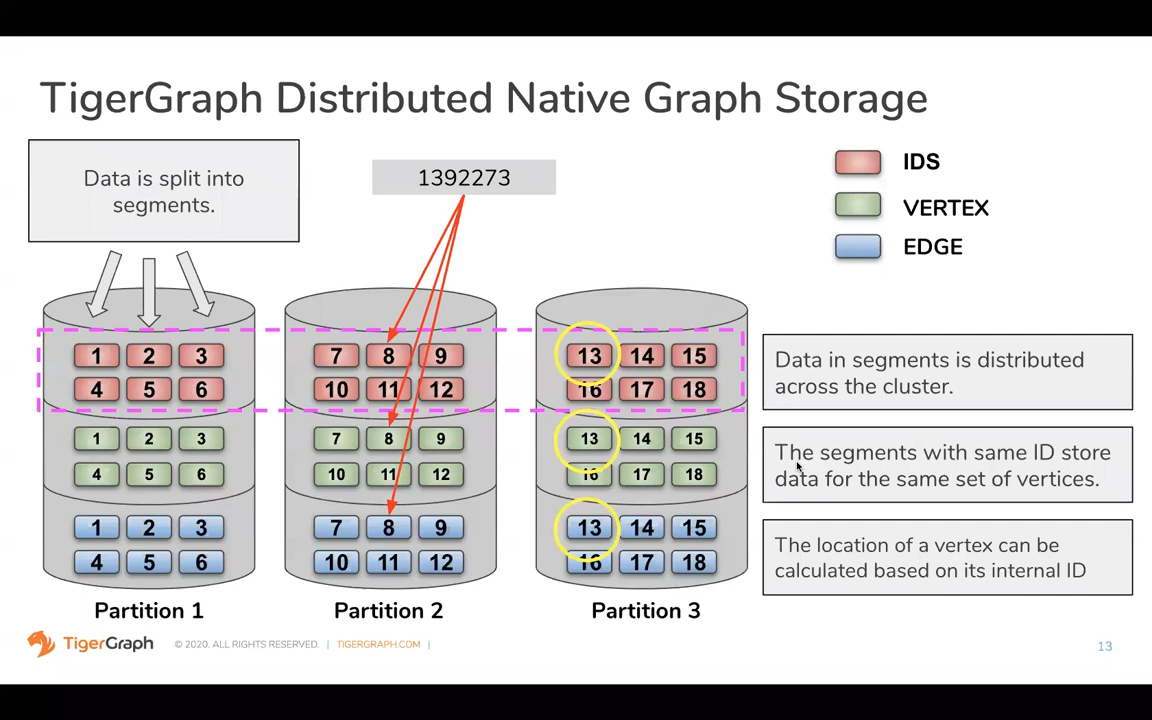 TigerGraph Distributed Native Graph Storage
Data is split into
segments.
1392273
IDS
VERTEX
EDGE
1 2 3 7 8 9 13 14 15
4 5 6 10 11 12 16 17 18
1 2 3 7 8 9 13 14 15
4 5 6 10 11 12 16 17 18
1 2 3 7 8 9 13 14 15
4 5 6 10 11 12 16 17 18
Data in segments is distributed
across the cluster.
The segments with same ID store
data for the same set of vertices.
The location of a vertex can be
calculated based on its internal ID
Partition 1 Partition 2 Partition 3
TigerGraph © 2020. ALL RIGHTS RESERVED. | TIGERGRAPH.COM | 13